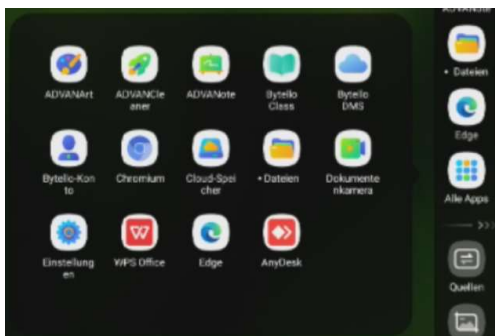 ADVANote
ADVANArt
ADVANCle
aner
ADVANote
Bytello
Class
Bytello
DMS
• Dateien
Edge
Bytello-Kon
to
Chromium
Cloud-Spei
cher
• Dateien
Dokumente
nkamera
Alle Apps
Einstellung
en
WPS Office
Edge
AnyDesk
Quellen